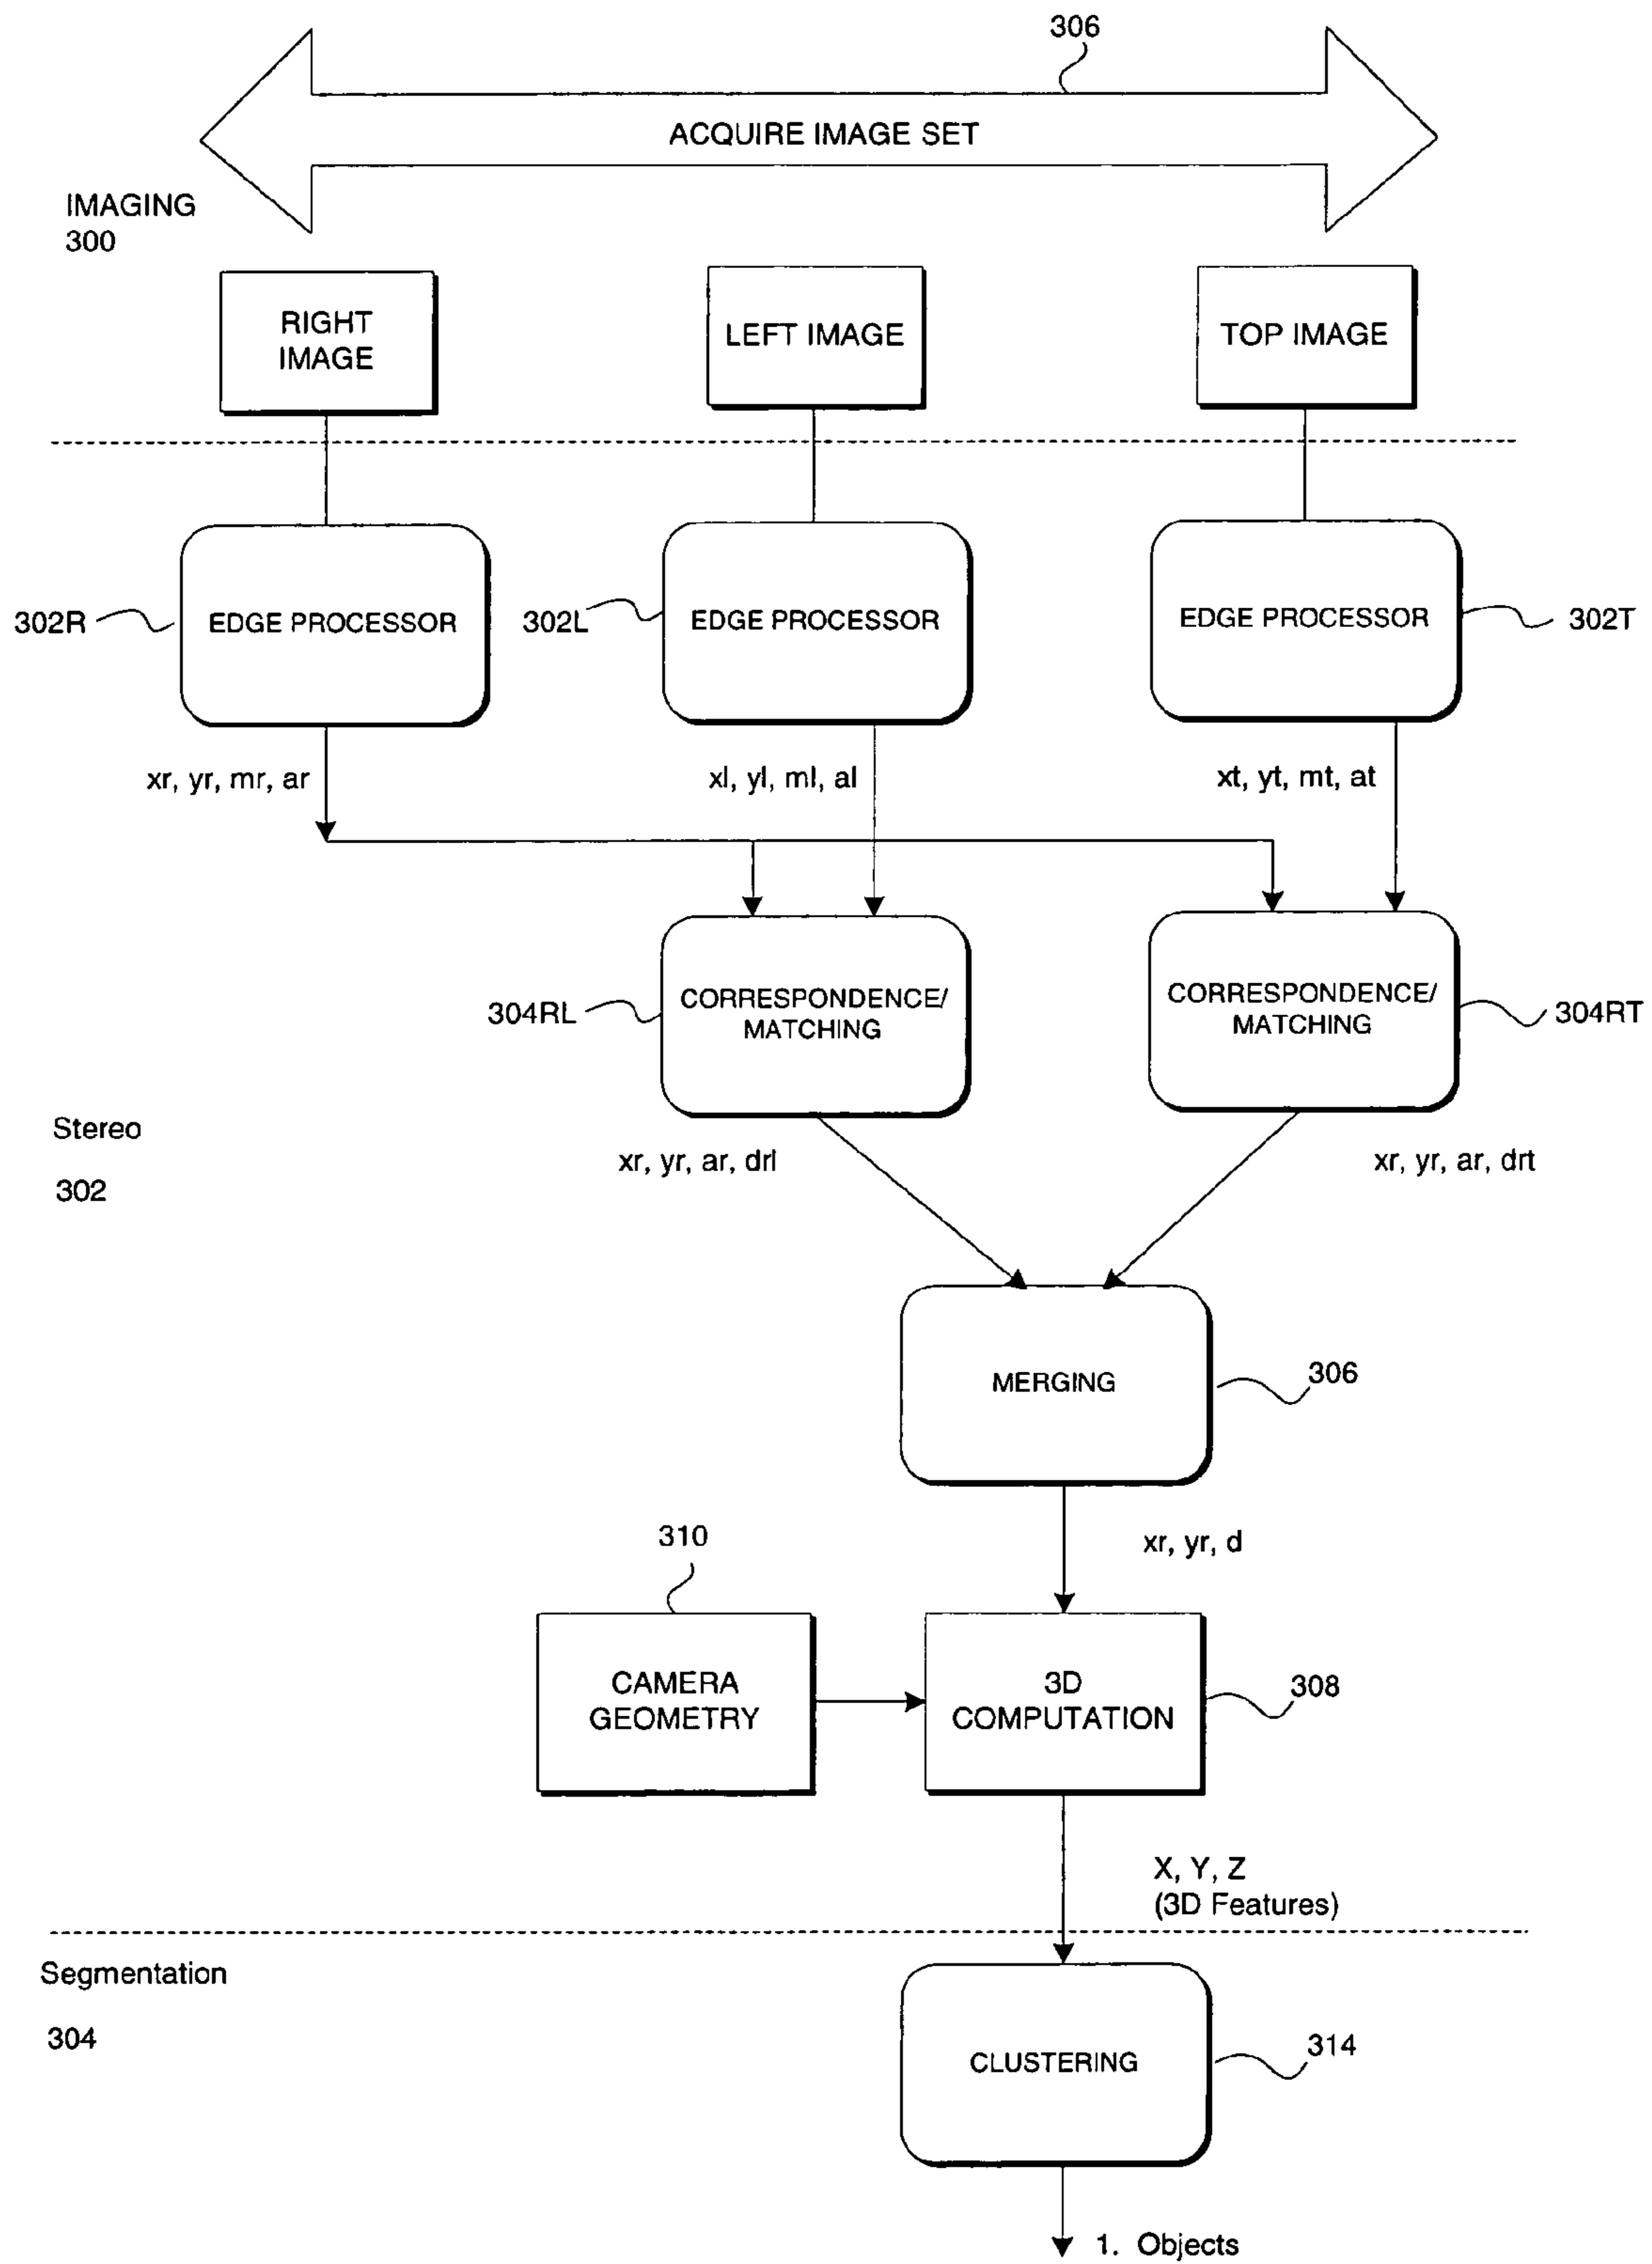 306
ACQUIRE IMAGE SET
IMAGING
300
RIGHT
IMAGE
LEFT IMAGE
TOP IMAGE
302R
EDGE PROCESSOR
302L
EDGE PROCESSOR
EDGE PROCESSOR
302T
xr, yr, mr, ar
xl, yl, ml, al
xt, yt, mt, at
304RL
CORRESPONDENCE/
MATCHING
CORRESPONDENCE/
MATCHING
304RT
Stereo
302
xr, yr, ar, drl
xr, yr, ar, drt
MERGING
306
xr, yr, d
310
CAMERA
GEOMETRY
3D
COMPUTATION
308
X, Y, Z
(3D Features)
Segmentation
304
CLUSTERING
314
1. Objects